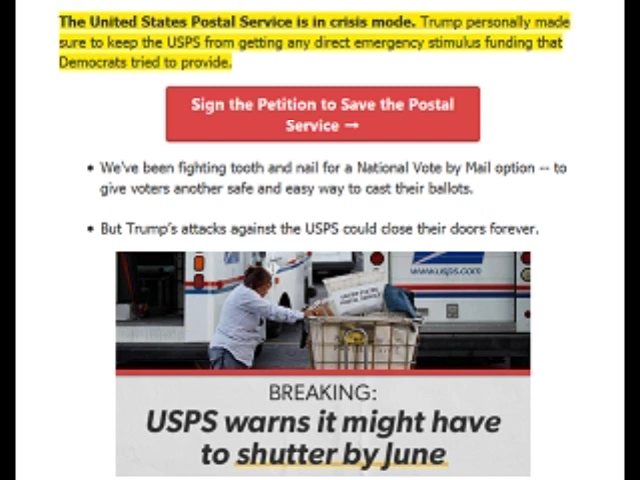 The United States Postal Service is in crisis mode. Trump personally made
sure to keep the USPS from getting any direct emergency stimulus funding that
Democrats tried to provide.
Sign the Petition to Save the Postal
Service →
• We've been fighting tooth and nail for a National Vote by Mail option -- to
give voters another safe and easy way to cast their ballots.
• But Trump's attacks against the USPS could close their doors forever.
www.usps.com
UNITED STATES
POSTAL SERVICE
BREAKING:
USPS warns it might have
to shutter by June